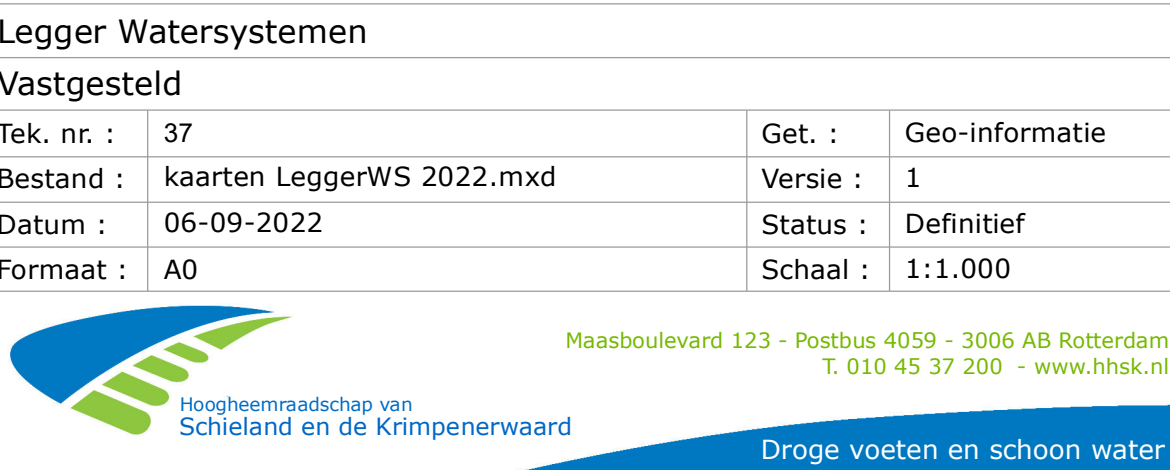 Legger Watersystemen
Vastgesteld
Tek. nr. : 37 Get. : Geo-informatie
Bestand : kaarten LeggerWS 2022.mxd Versie : 1
Datum : 06-09-2022 Status : Definitief
Formaat : A0 Schaal : 1:1.000
Maasboulevard 123 - Postbus 4059 - 3006 AB Rotterdam
T. 010 45 37 200 - www.hhsk.nl
Hoogheemraadschap van
Schieland en de Krimpenerwaard
Droge voeten en schoon water